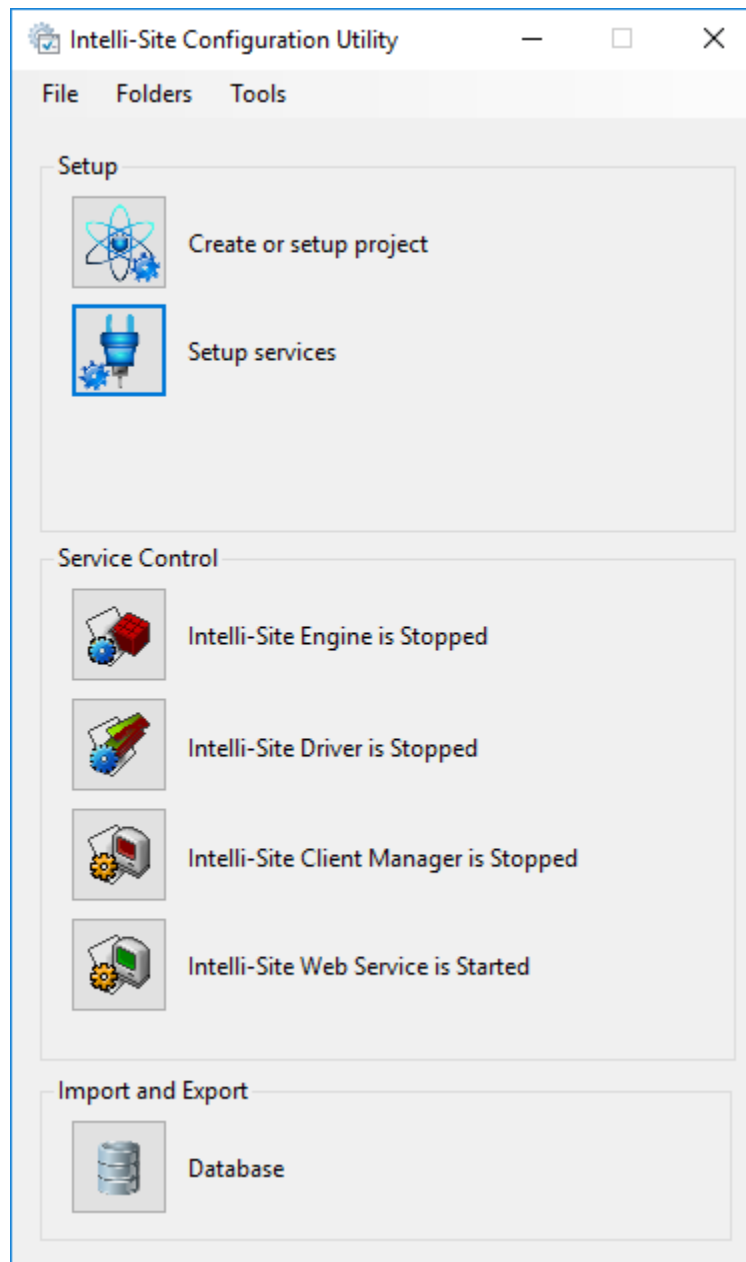 Intelli-Site Configuration Utility
File Folders Tools
Setup
Create or setup project
Setup services
Service Control
Intelli-Site Engine is Stopped
Intelli-Site Driver is Stopped
Intelli-Site Client Manager is Stopped
Intelli-Site Web Service is Started
Import and Export
Database